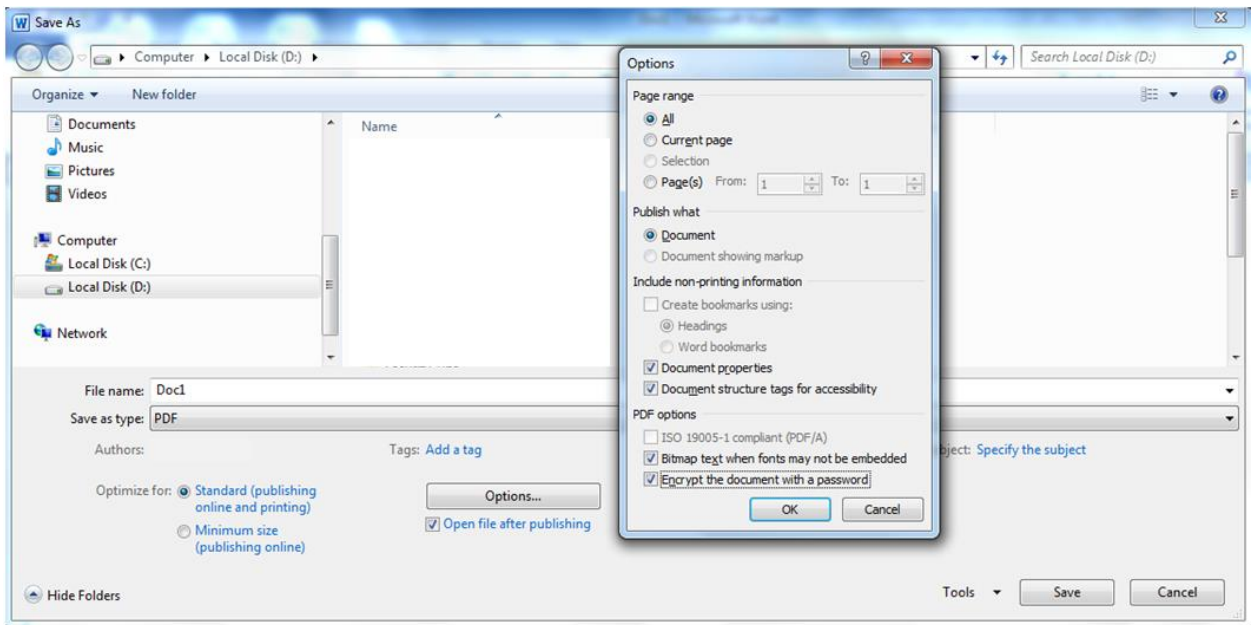 Save As
Computer Local Disk (D:)
Search Local Disk (D:)
Organize New folder
Documents
Music
Pictures
Videos
Computer
Local Disk (C:)
Local Disk (D:)
Network
Name
File name: Doc1
Save as type: PDF
Authors:
Tags: Add a tag
Specify the subject
Optimize for: Standard (publishing
online and printing)
Minimum size
(publishing online)
Options...
Open file after publishing
Hide Folders
Tools Save Cancel
Options
Page range
All
Current page
Selection
Page(s) From: 1 To: 1
Publish what
Document
Document showing markup
Include non-printing information
Create bookmarks using:
Headings
Word bookmarks
Document properties
Document structure tags for accessibility
PDF options
ISO 19005-1 compliant (PDF/A)
Bitmap text when fonts may not be embedded
Encrypt the document with a password
OK Cancel